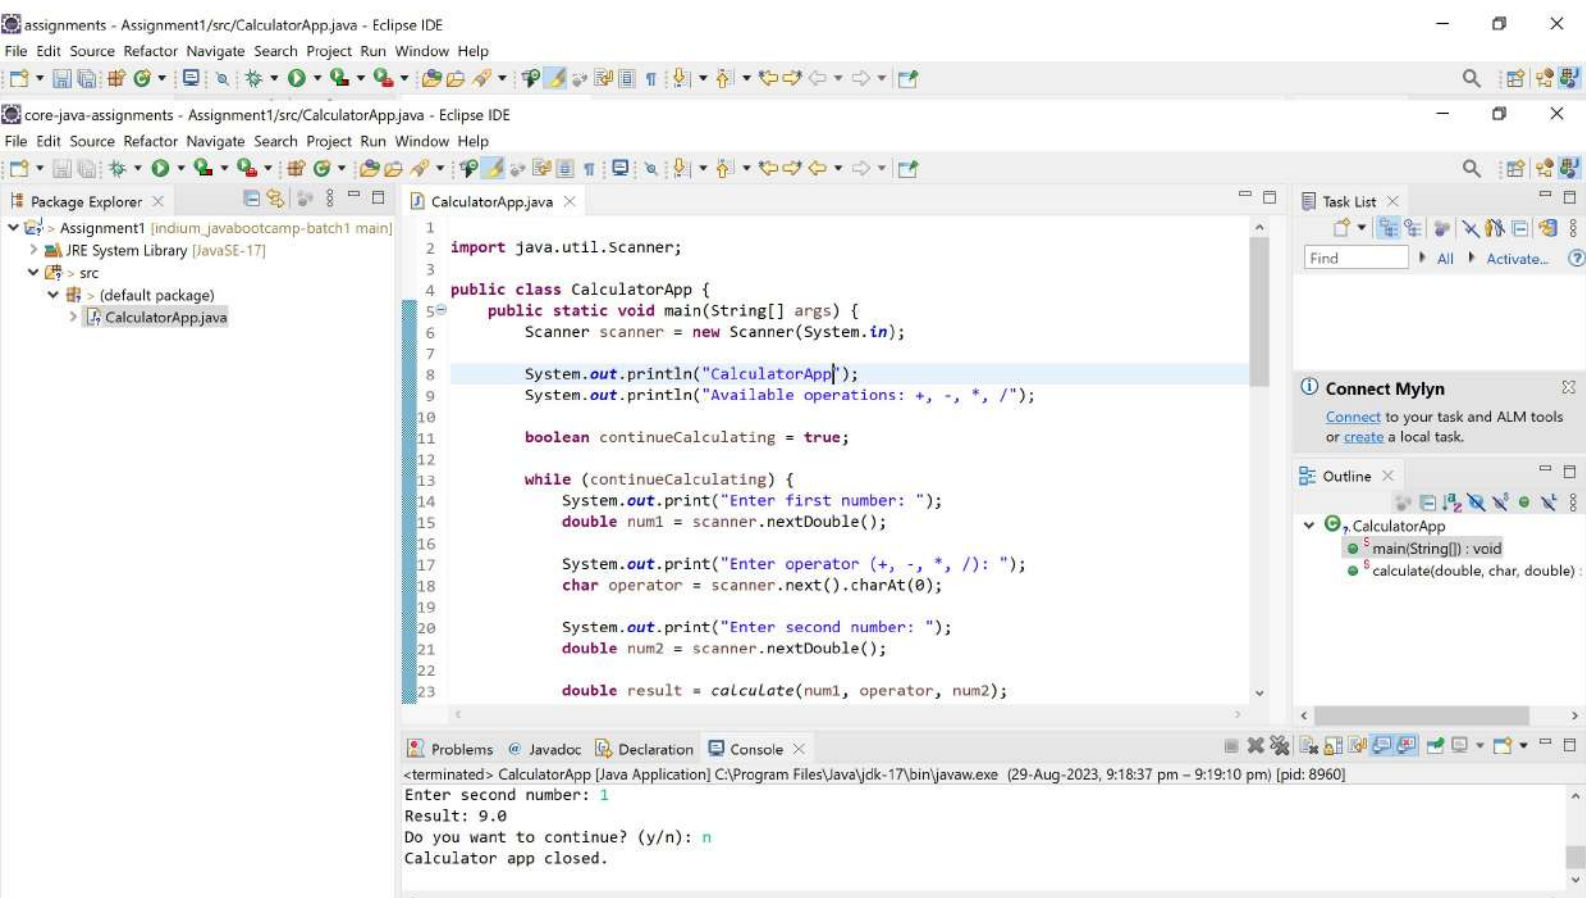 assignments - Assignment1/src/CalculatorApp.java - Eclipse IDE
File Edit Source Refactor Navigate Search Project Run Window Help
core-java-assignments - Assignment1/src/CalculatorApp.java - Eclipse IDE
File Edit Source Refactor Navigate Search Project Run Window Help
Package Explorer
> Assignment1 [indium_javabootcamp-batch1 main]
JRE System Library [JavaSE-17]
> src
> (default package)
CalculatorApp.java
CalculatorApp.java
1
2 import java.util.Scanner;
3
4 public class CalculatorApp {
5 public static void main(String[] args) {
6 Scanner scanner = new Scanner(System.in);
7
8 System.out.println("CalculatorApp");
9 System.out.println("Available operations: +, -, *, /");
10
11 boolean continueCalculating = true;
12
13 while (continueCalculating) {
14 System.out.print("Enter first number: ");
15 double num1 = scanner.nextDouble();
16
17 System.out.print("Enter operator (+, -, *, /): ");
18 char operator = scanner.next().charAt(0);
19
20 System.out.print("Enter second number: ");
21 double num2 = scanner.nextDouble();
22
23 double result = calculate(num1, operator, num2);
Task List
Find All Activate...
Connect Mylyn
Connect to your task and ALM tools
or create a local task.
Outline
CalculatorApp
main(String[]) : void
calculate(double, char, double) :
Problems Javadoc Declaration Console
<terminated> CalculatorApp [Java Application] C:\Program Files\Java\jdk-17\bin\javaw.exe (29-Aug-2023, 9:18:37 pm – 9:19:10 pm) [pid: 8960]
Enter second number: 1
Result: 9.0
Do you want to continue? (y/n): n
Calculator app closed.